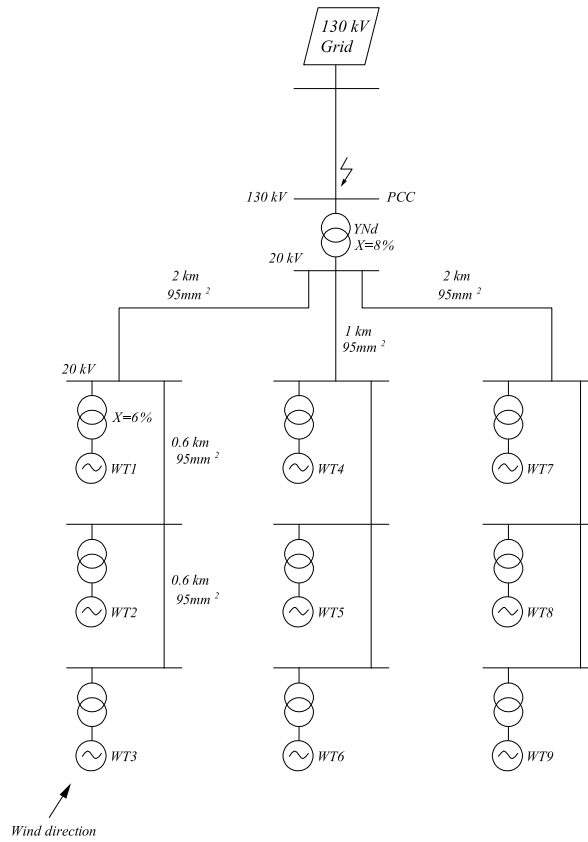 130 kV
Grid
130 kV
PCC
YNd
X=8%
20 kV
2 km
95mm 2
2 km
95mm 2
1 km
95mm 2
20 kV
X=6%
0.6 km
95mm 2
WT1
WT4
WT7
0.6 km
95mm 2
WT2
WT5
WT8
WT3
WT6
WT9
Wind direction